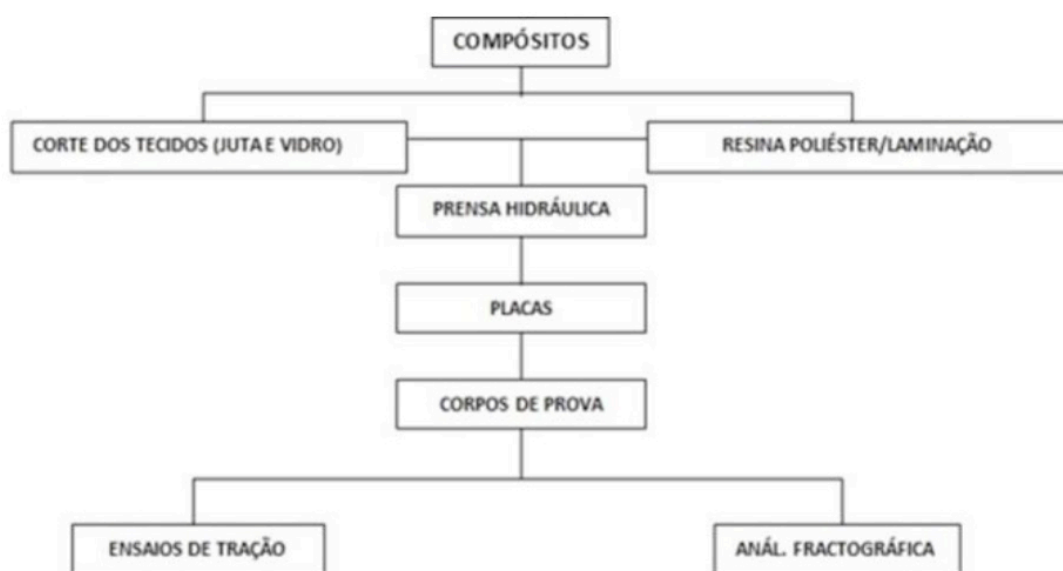 COMPÓSITOS
CORTE DOS TECIDOS (JUTA E VIDRO)
RESINA POLIÉSTER/LAMINAÇÃO
PRENSA HIDRÁULICA
PLACAS
CORPOS DE PROVA
ENSAIOS DE TRAÇÃO
ANÁL. FRACTOGRÁFICA